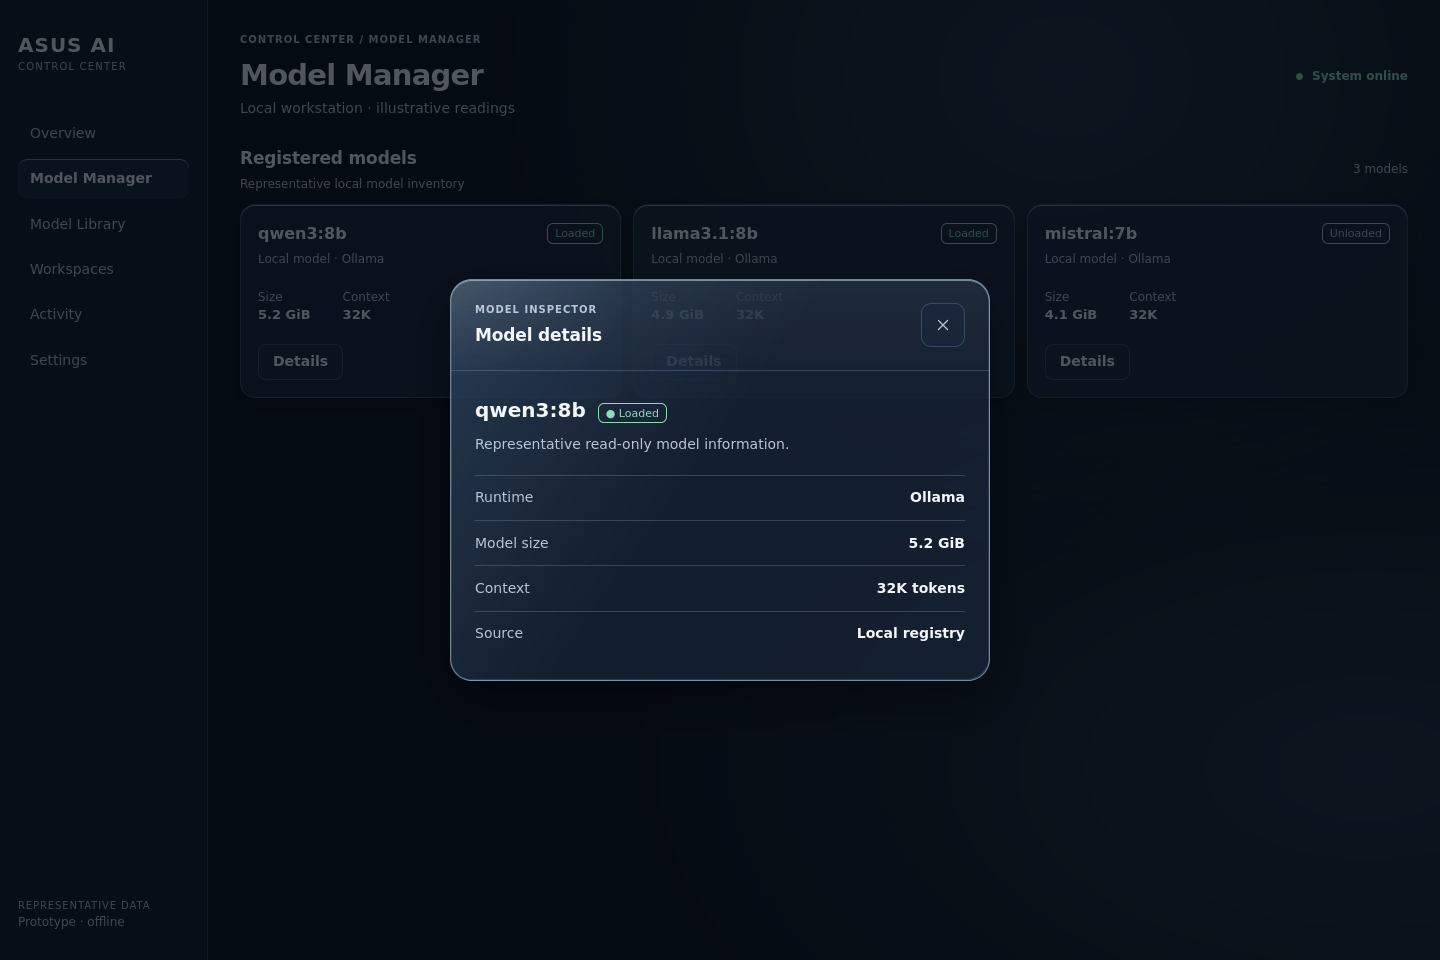 ASUS AI
CONTROL CENTER
Overview
Model Manager
Model Library
Workspaces
Activity
Settings
REPRESENTATIVE DATA
Prototype · offline
CONTROL CENTER / MODEL MANAGER
Model Manager
Local workstation · illustrative readings
● System online
Registered models
Representative local model inventory
3 models
qwen3:8b
Loaded
Local model · Ollama
Size
Context
5.2 GiB
32K
Details
llama3.1:8b
Loaded
Local model · Ollama
Size
Context
4.9 GiB
32K
Details
mistral:7b
Unloaded
Local model · Ollama
Size
Context
4.1 GiB
32K
Details
MODEL INSPECTOR
Model details
×
qwen3:8b
● Loaded
Representative read-only model information.
Runtime
Ollama
Model size
5.2 GiB
Context
32K tokens
Source
Local registry